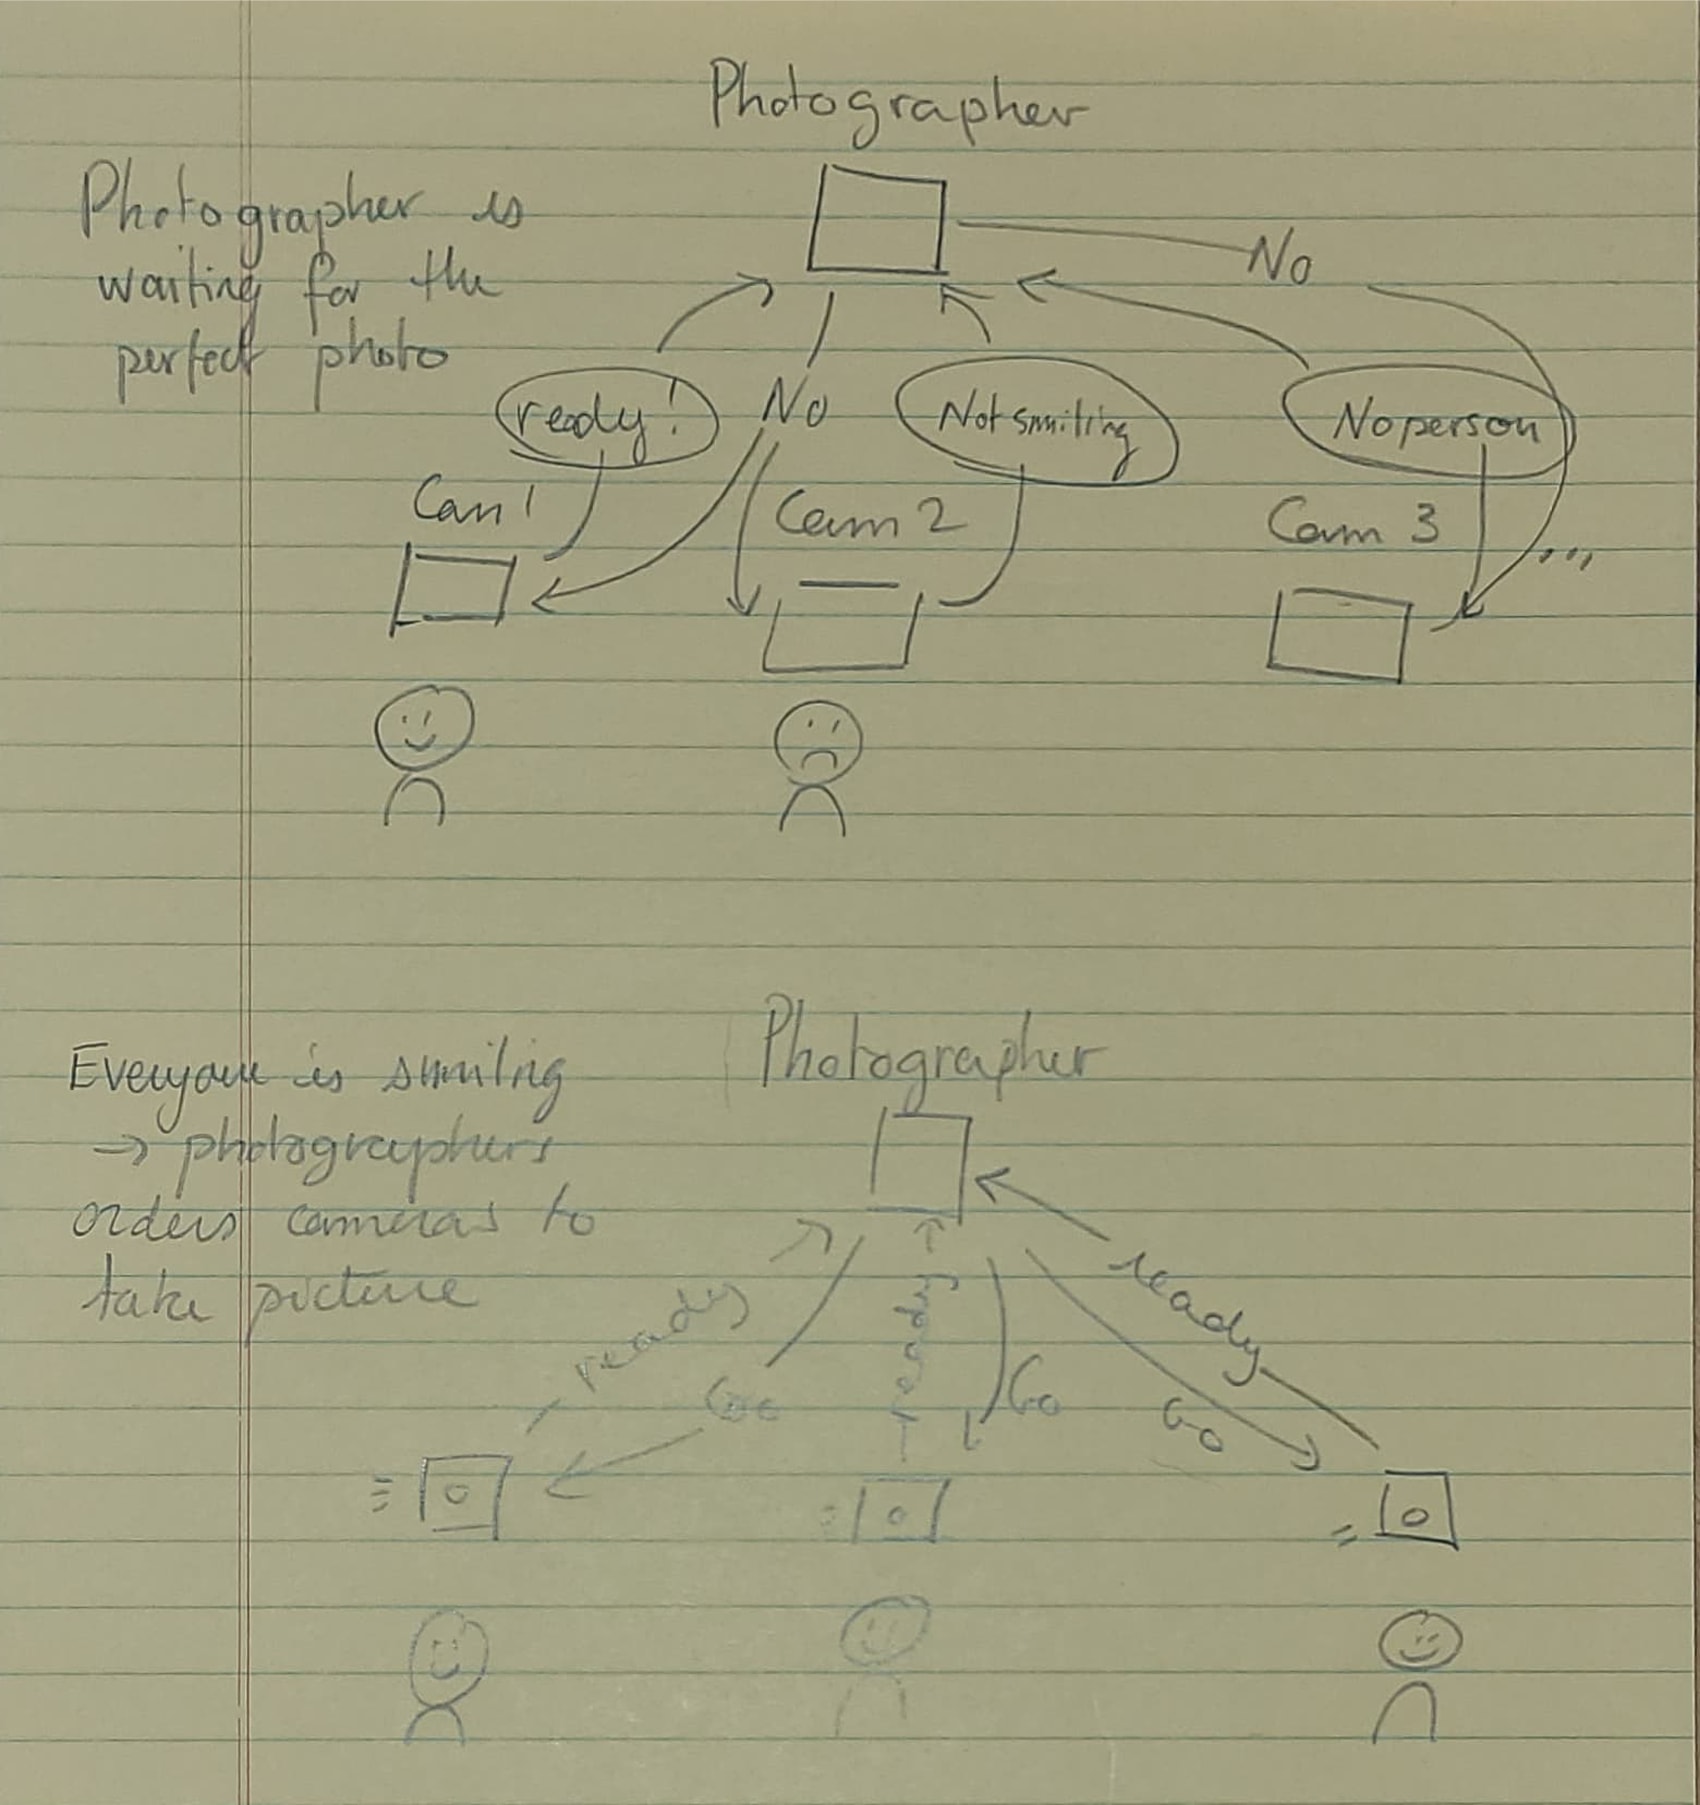 Photographer
Photographer is
waiting for the
perfect photo
No
ready!
No
Not smiling
No person
Cam 1
Cam 2
Cam 3
...
Photographer
Everyone is smiling
→ photographers
orders cameras to
take picture
ready
Go
ready
Go
ready
Go